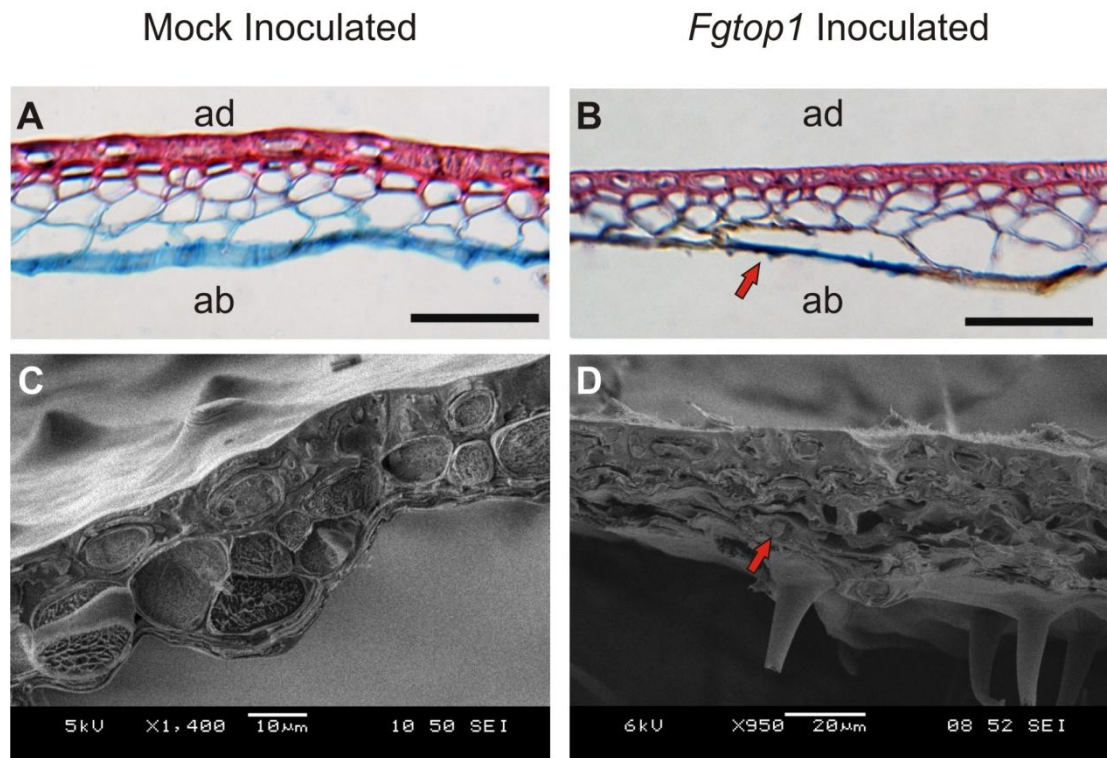 Mock Inoculated
Fgtop1 Inoculated
A
ad
ab
B
ad
ab
C
5kV X1,400 10μm 10 50 SEI
D
6kV X950 20μm 08 52 SEI